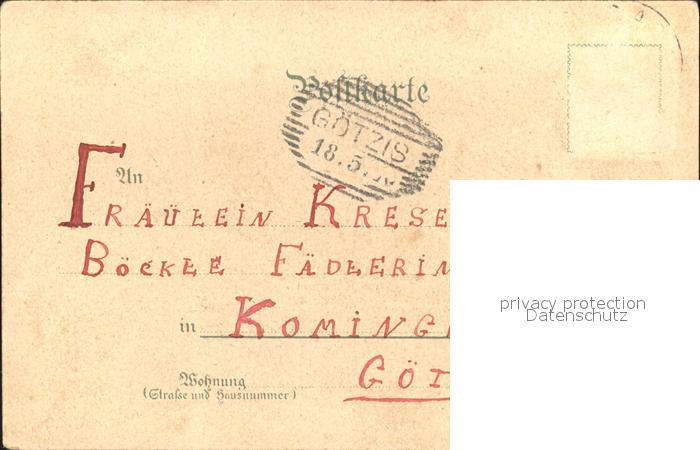 Postkarte
GÖTZIS
18.5.
An
FRÄULEIN KRESE
BÖCKLE FÄDLERIN
in KOMING
GÖT
Wohnung
(Straße und Hausnummer)
privacy protection
Datenschutz